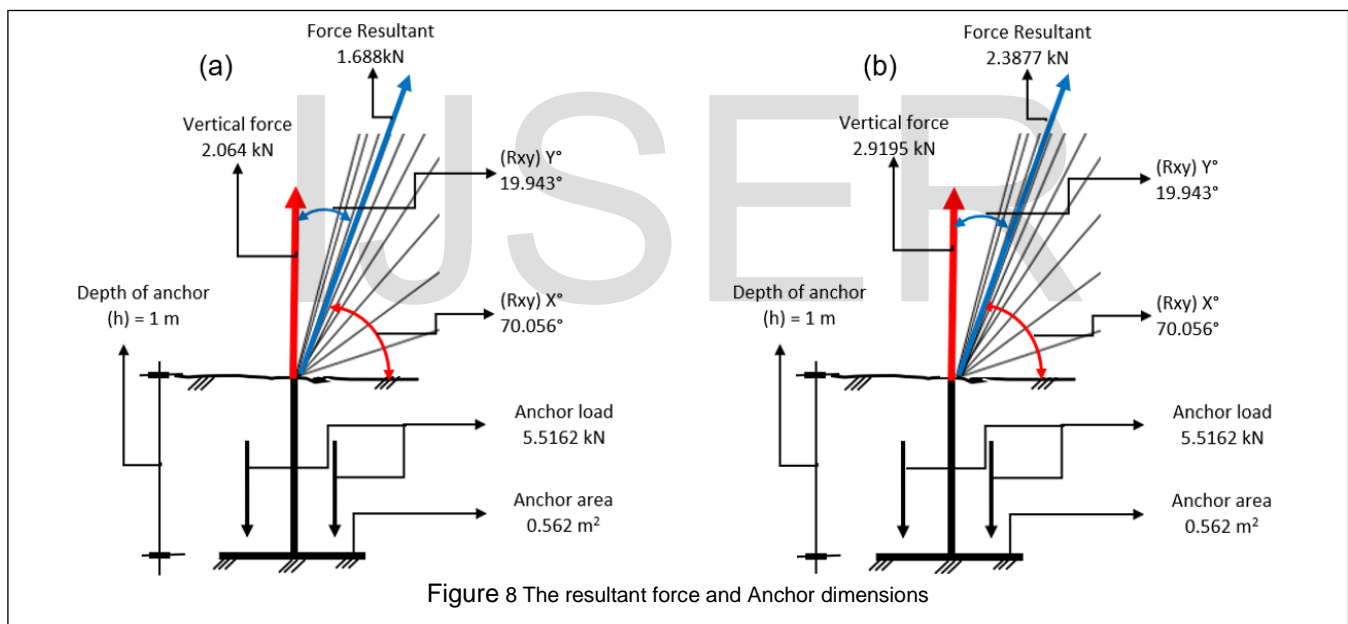 IJSER
(a)
Force Resultant
1.688kN
Vertical force
2.064 kN
(Rxy) Y°
19.943°
Depth of anchor
(h) = 1 m
(Rxy) X°
70.056°
Anchor load
5.5162 kN
Anchor area
0.562 m²
(b)
Force Resultant
2.3877 kN
Vertical force
2.9195 kN
(Rxy) Y°
19.943°
Depth of anchor
(h) = 1 m
(Rxy) X°
70.056°
Anchor load
5.5162 kN
Anchor area
0.562 m²
Figure 8 The resultant force and Anchor dimensions